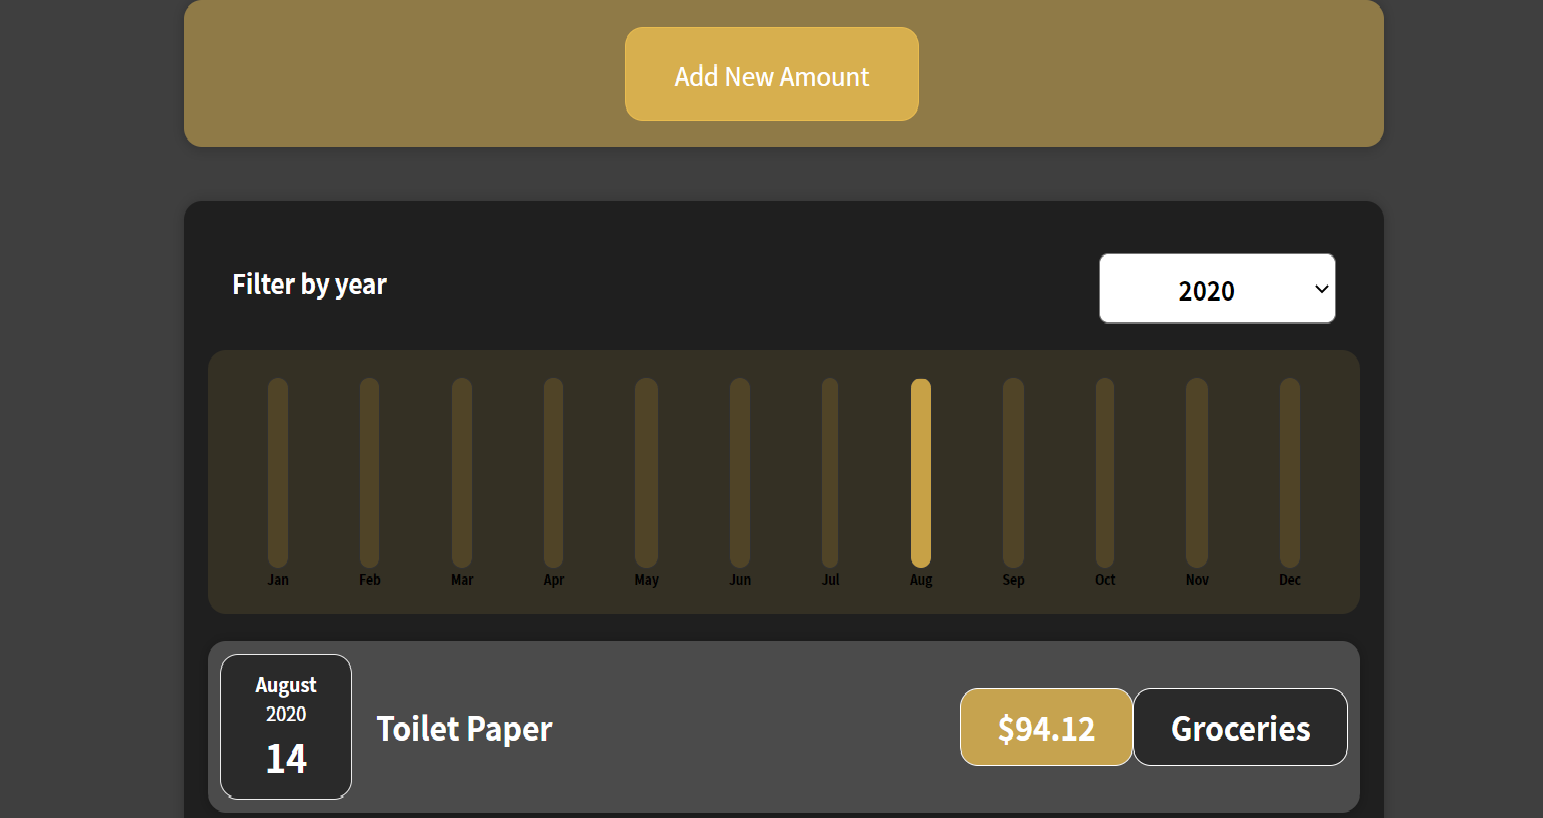 Add New Amount
Filter by year
2020
Jan Feb Mar Apr May Jun Jul Aug Sep Oct Nov Dec
August
2020
14
Toilet Paper
$94.12
Groceries